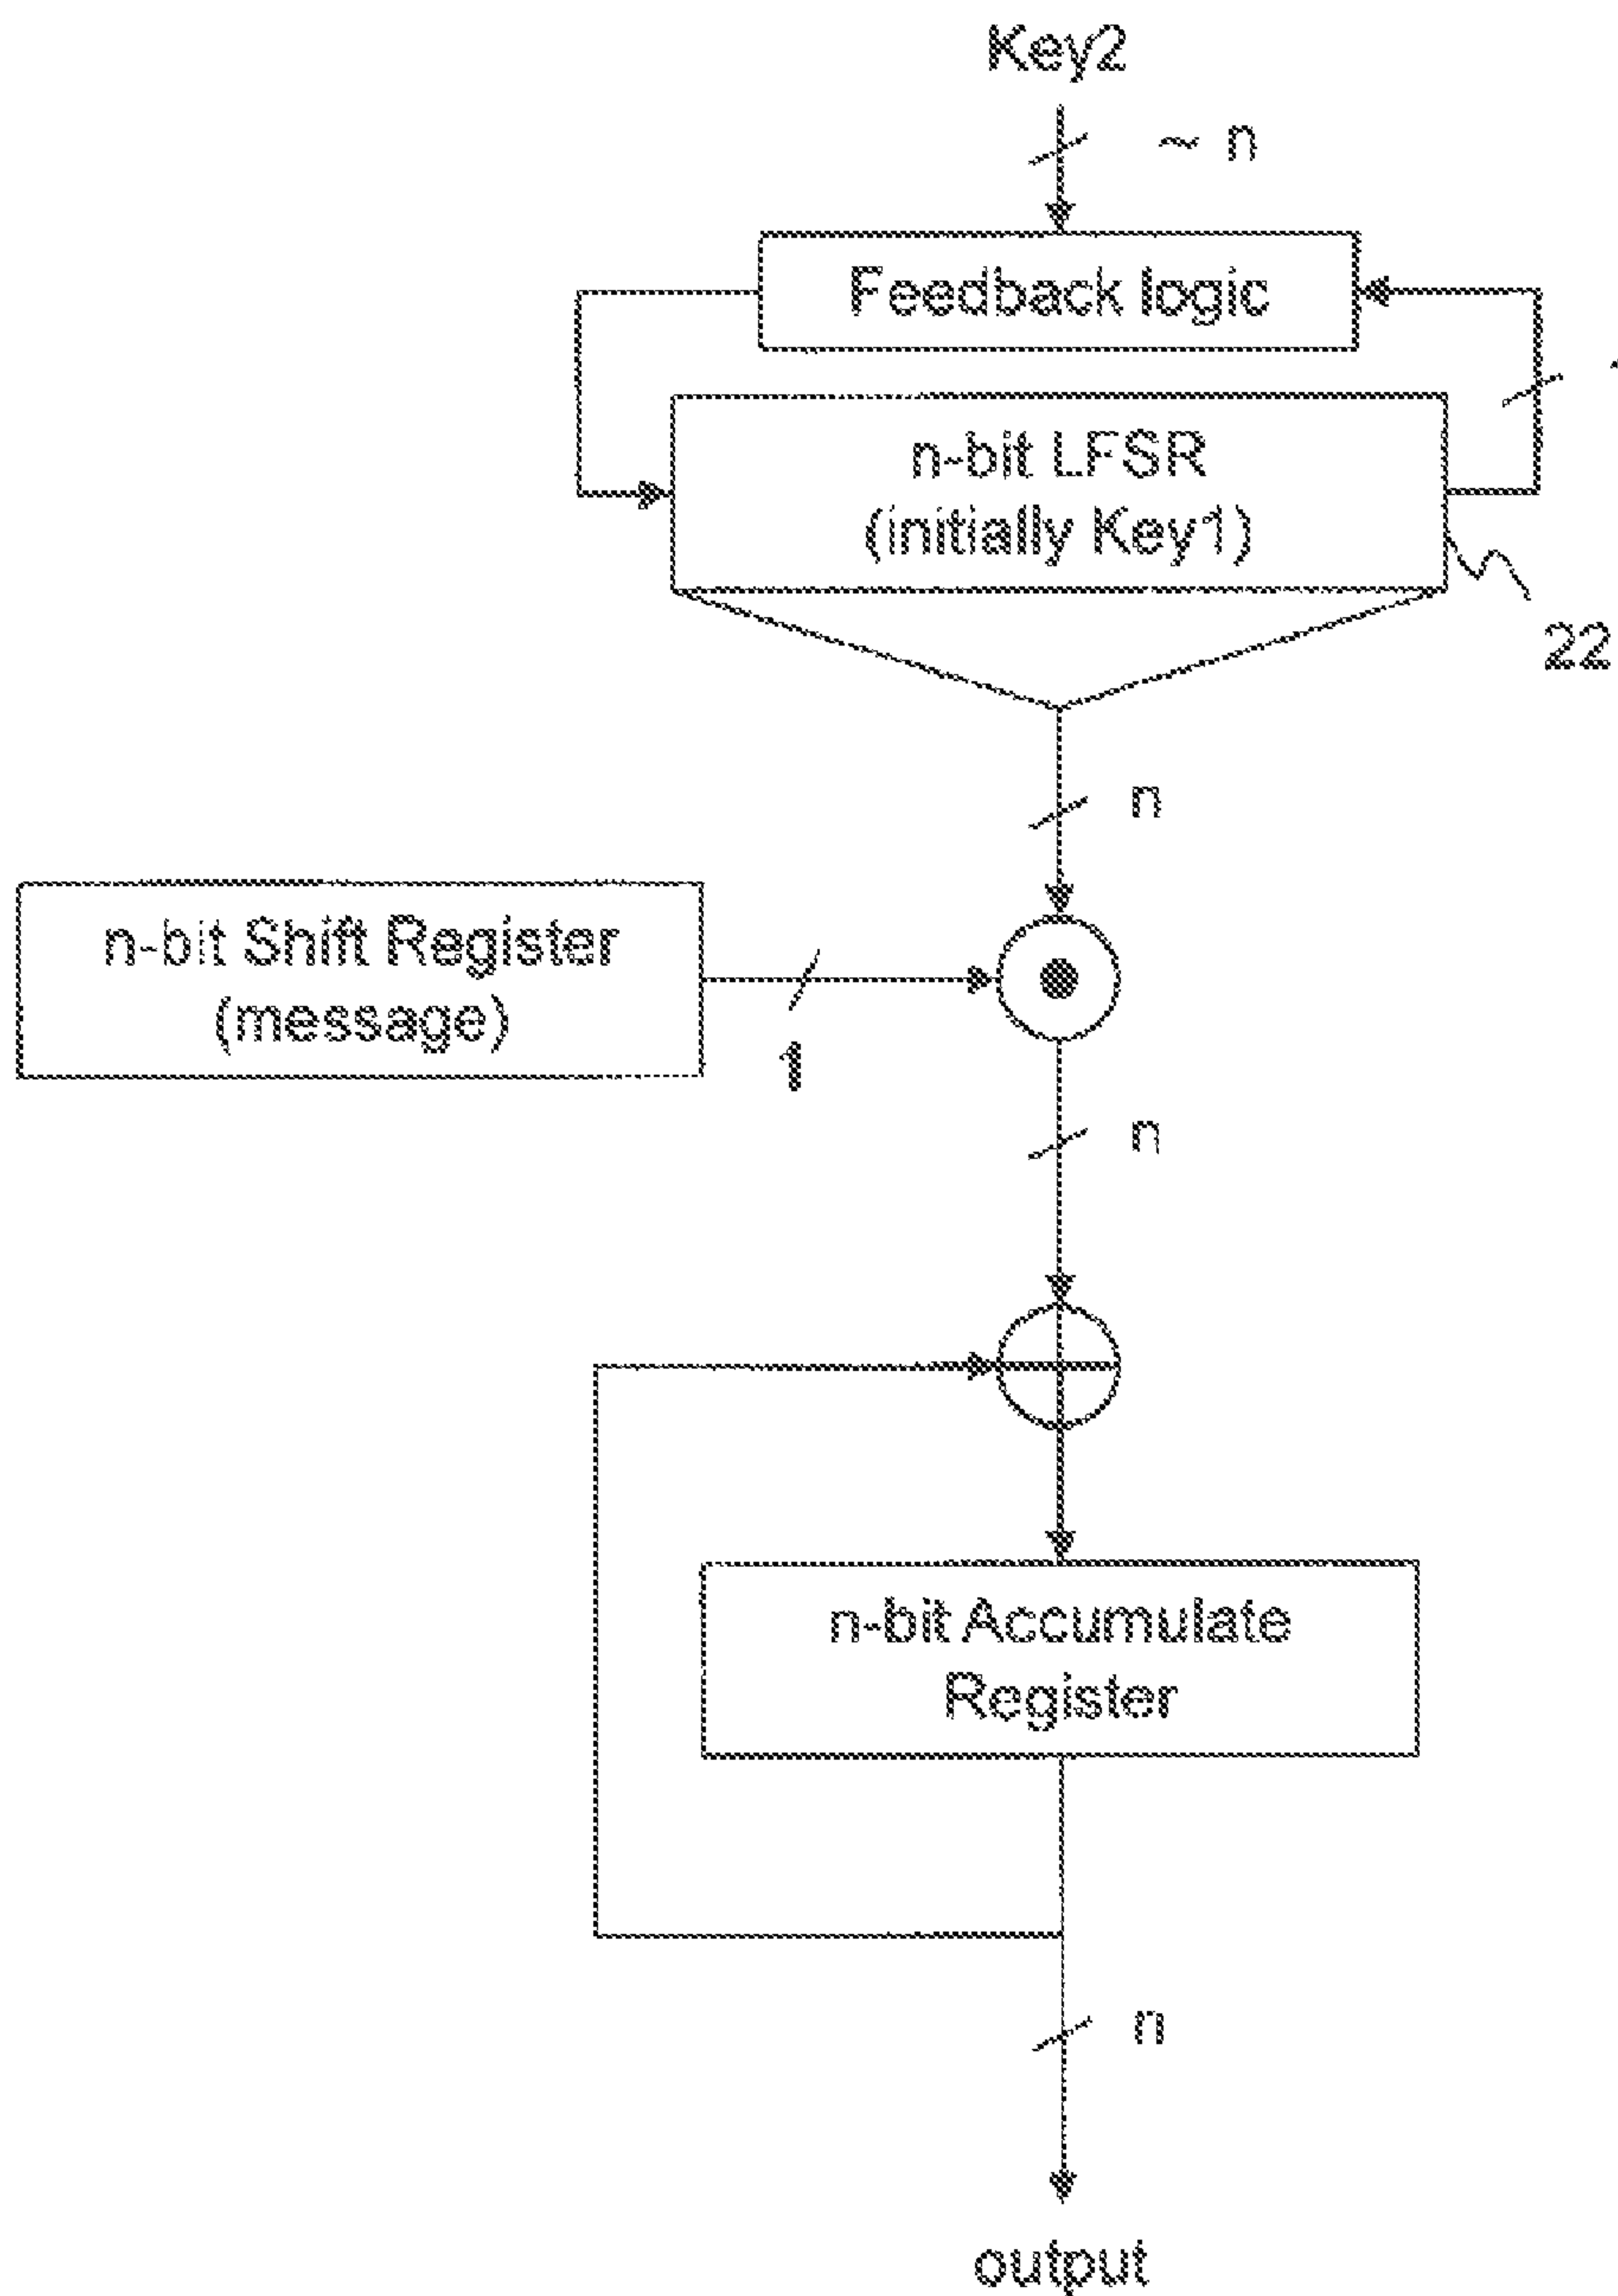 Key2
~ n
Feedback logic
n-bit LFSR
(initially Key1)
22
n
n-bit Shift Register
(message)
1
n
n-bit Accumulate
Register
n
output